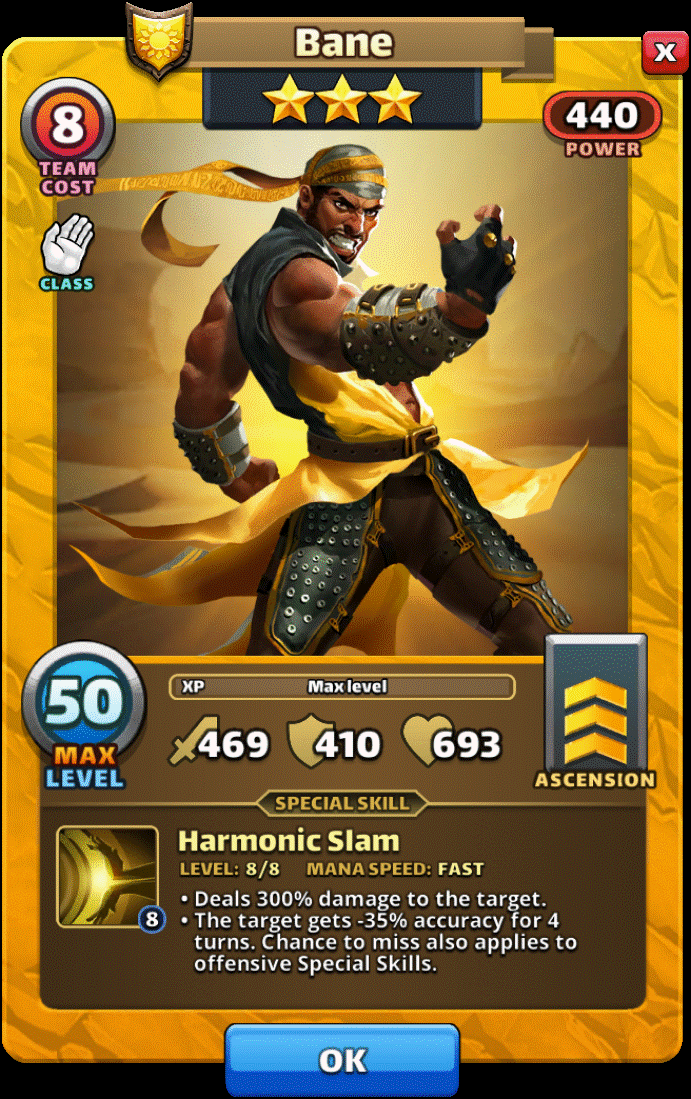 Bane
X
8
TEAM
COST
440
POWER
CLASS
50
MAX
LEVEL
XP Max level
469 410 693
ASCENSION
SPECIAL SKILL
Harmonic Slam
LEVEL: 8/8 MANA SPEED: FAST
8
• Deals 300% damage to the target.
• The target gets -35% accuracy for 4
turns. Chance to miss also applies to
offensive Special Skills.
OK